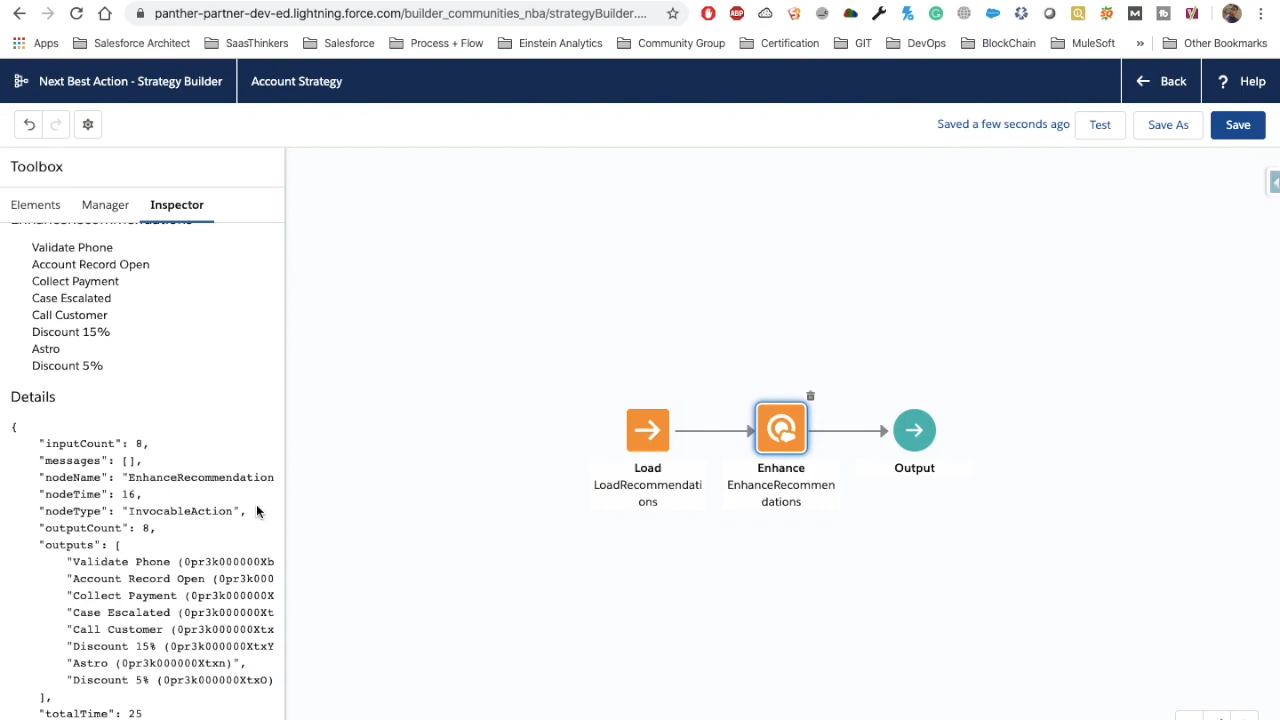 panther-partner-dev-ed.lightning.force.com/builder_communities_nba/strategyBuilder....
Apps Salesforce Architect SaasThinkers Salesforce Process + Flow Einstein Analytics Community Group Certification GIT DevOps BlockChain MuleSoft » Other Bookmarks
Next Best Action - Strategy Builder Account Strategy Back ? Help
Saved a few seconds ago Test Save As Save
Toolbox
Elements Manager Inspector
Validate Phone
Account Record Open
Collect Payment
Case Escalated
Call Customer
Discount 15%
Astro
Discount 5%
Details
{
"inputCount": 8,
"messages": [],
"nodeName": "EnhanceRecommendation
"nodeTime": 16,
"nodeType": "InvocableAction",
"outputCount": 8,
"outputs": [
"Validate Phone (0pr3k000000Xb
"Account Record Open (0pr3k000
"Collect Payment (0pr3k000000X
"Case Escalated (0pr3k000000Xt
"Call Customer (0pr3k000000Xtx
"Discount 15% (0pr3k000000XtxY
"Astro (0pr3k000000Xtxn)",
"Discount 5% (0pr3k000000XtxO)
],
"totalTime": 25
Load
LoadRecommendati
ons
Enhance
EnhanceRecommen
dations
Output